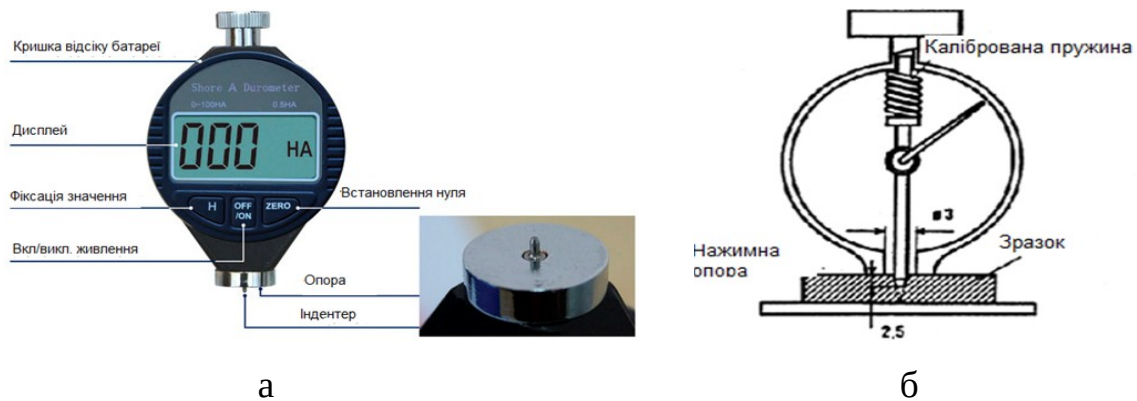 Кришка відсіку батареї
Shore A Durometer
0~100HA 0.5HA
Дисплей
000 HA
Фіксація значення
H
OFF
/ON
ZERO
Встановлення нуля
Вкл/викл. живлення
Опора
Індентер
Калібрована пружина
ø3
Нажимна
опора
Зразок
2,5
а
б